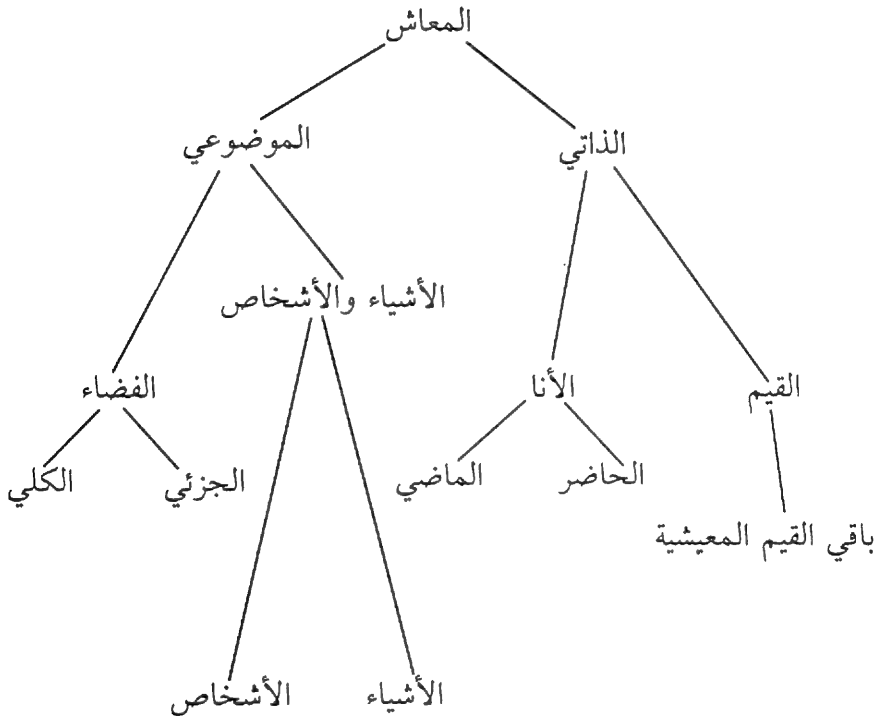 المعاش
الذاتي
الموضوعي
الأشياء والأشخاص
القيم
الأنا
الفضاء
الحاضر
الماضي
الجزئي
الكلي
باقي القيم المعيشية
الأشياء
الأشخاص